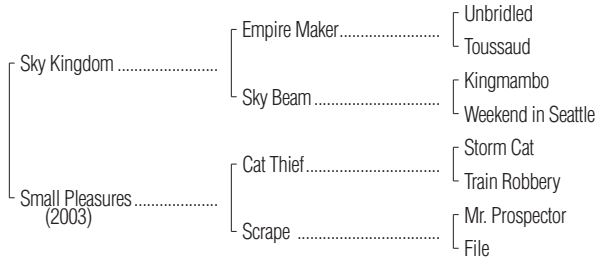 Unbridled
Empire Maker....................
Toussaud
Sky Kingdom ....................
Kingmambo
Sky Beam .........................
Weekend in Seattle
Storm Cat
Cat Thief...........................
Train Robbery
Small Pleasures.................
(2003)
Mr. Prospector
Scrape .............................
File